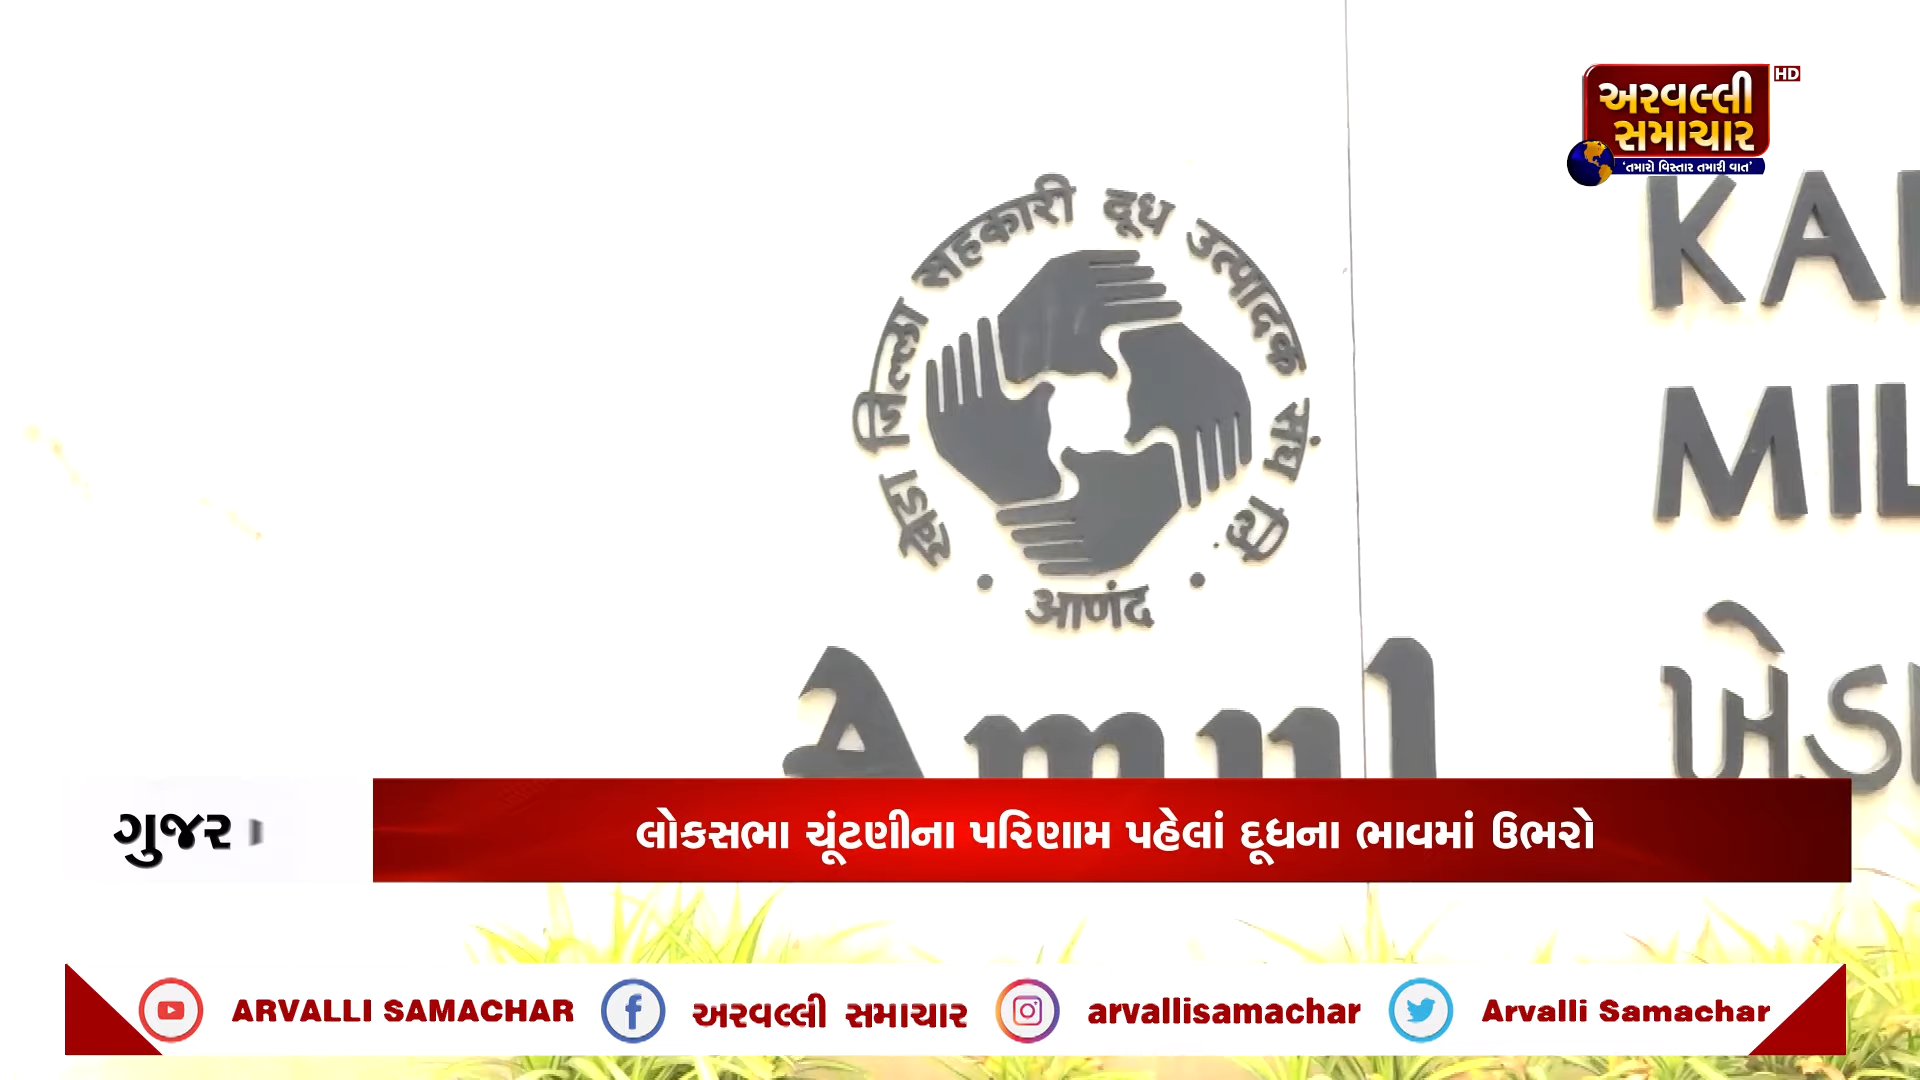 અરવલ્લી
સમાચાર
HD
'તમારો વિસ્તાર તમારી વાત'
खेडा जिल्ला सहकारी दूध उत्पादक संघ लि.
• आणंद •
Amul
KAI
MIL
ખેડા
ગુજર
લોકસભા ચૂંટણીના પરિણામ પહેલાં દૂધના ભાવમાં ઉભરો
ARVALLI SAMACHAR
અરવલ્લી સમાચાર
arvallisamachar
Arvalli Samachar